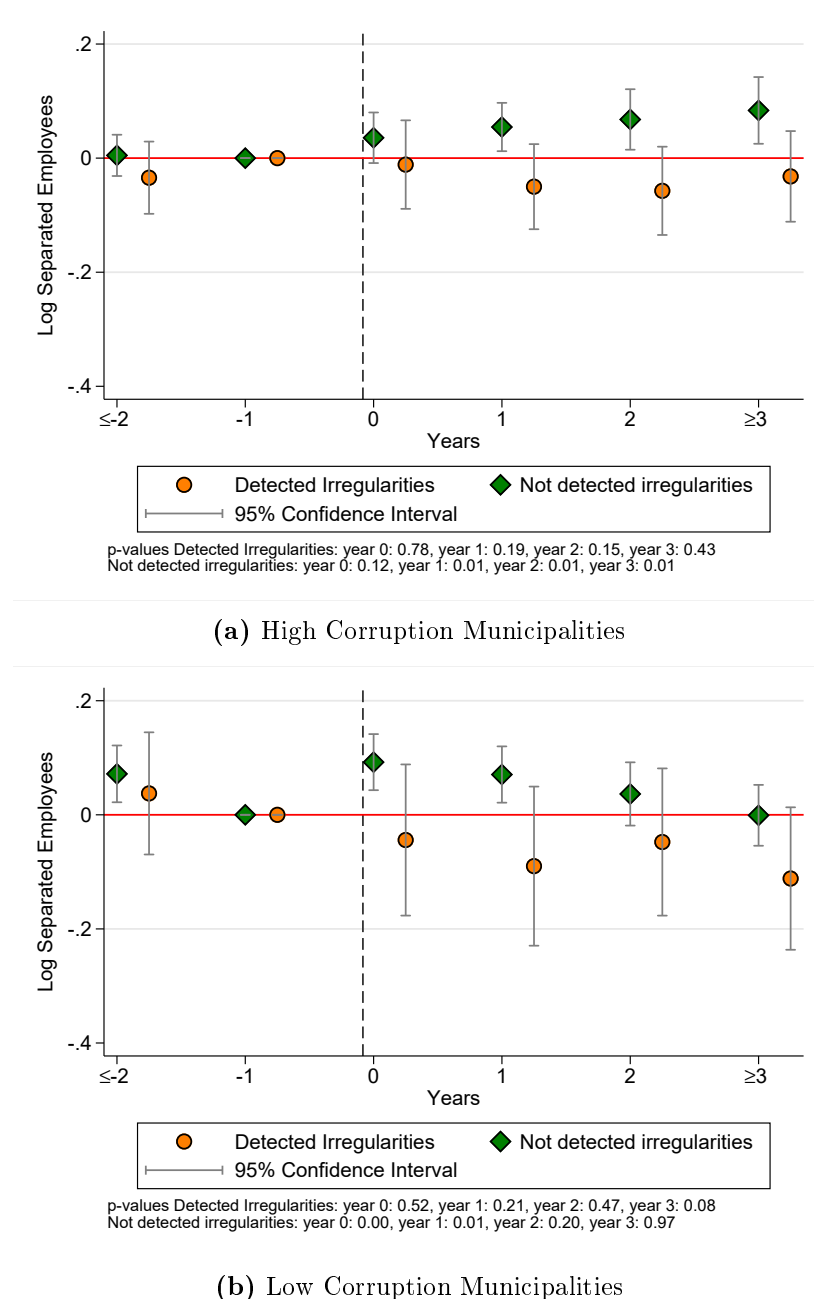 .2
0
-.2
-.4
Log Separated Employees
≤-2 -1 0 1 2 ≥3
Years
Detected Irregularities Not detected irregularities
95% Confidence Interval
p-values Detected Irregularities: year 0: 0.78, year 1: 0.19, year 2: 0.15, year 3: 0.43
Not detected irregularities: year 0: 0.12, year 1: 0.01, year 2: 0.01, year 3: 0.01
(a) High Corruption Municipalities
.2
0
-.2
-.4
Log Separated Employees
≤-2 -1 0 1 2 ≥3
Years
Detected Irregularities Not detected irregularities
95% Confidence Interval
p-values Detected Irregularities: year 0: 0.52, year 1: 0.21, year 2: 0.47, year 3: 0.08
Not detected irregularities: year 0: 0.00, year 1: 0.01, year 2: 0.20, year 3: 0.97
(b) Low Corruption Municipalities